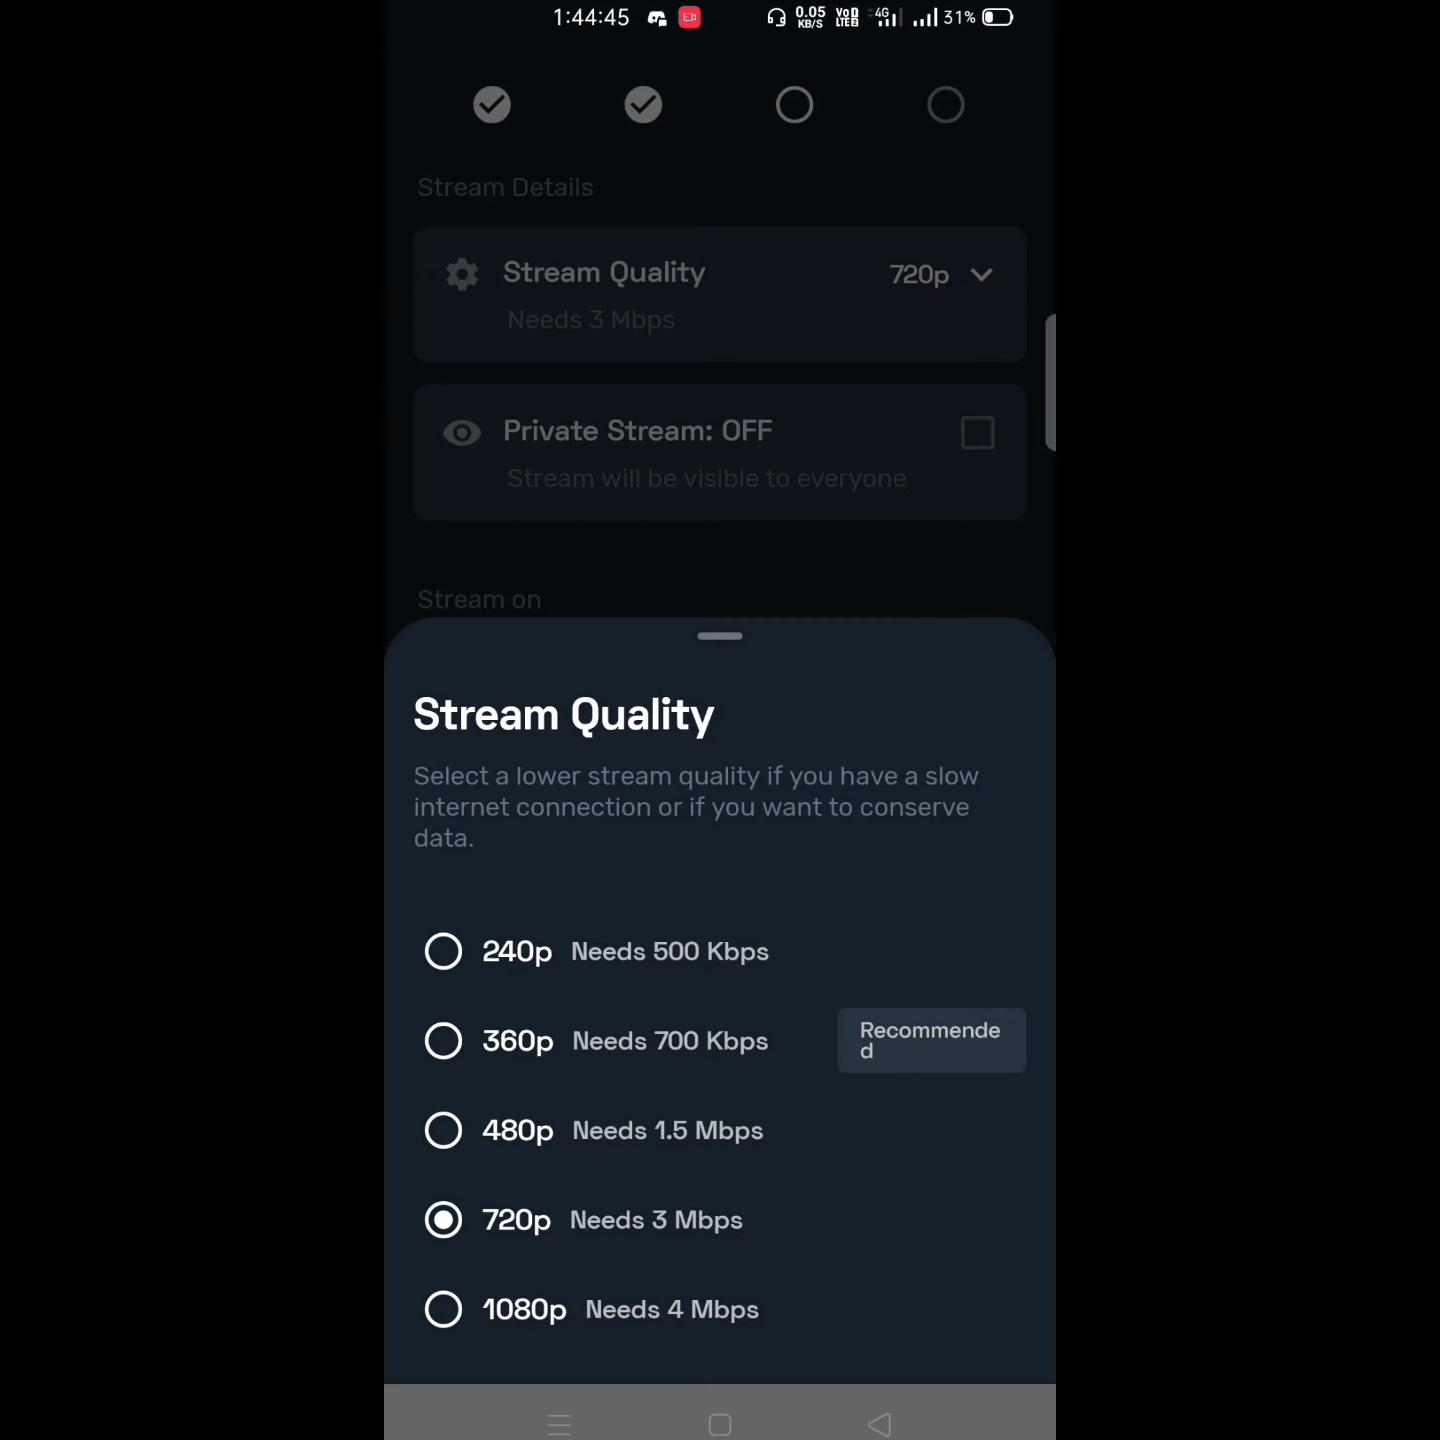 1:44:45 0.05 KB/S VoD LTE2 4G 31%
Stream Details
Stream Quality 720p
Needs 3 Mbps
Private Stream: OFF
Stream will be visible to everyone
Stream on
Stream Quality
Select a lower stream quality if you have a slow
internet connection or if you want to conserve
data.
240p Needs 500 Kbps
360p Needs 700 Kbps Recommende
d
480p Needs 1.5 Mbps
720p Needs 3 Mbps
1080p Needs 4 Mbps